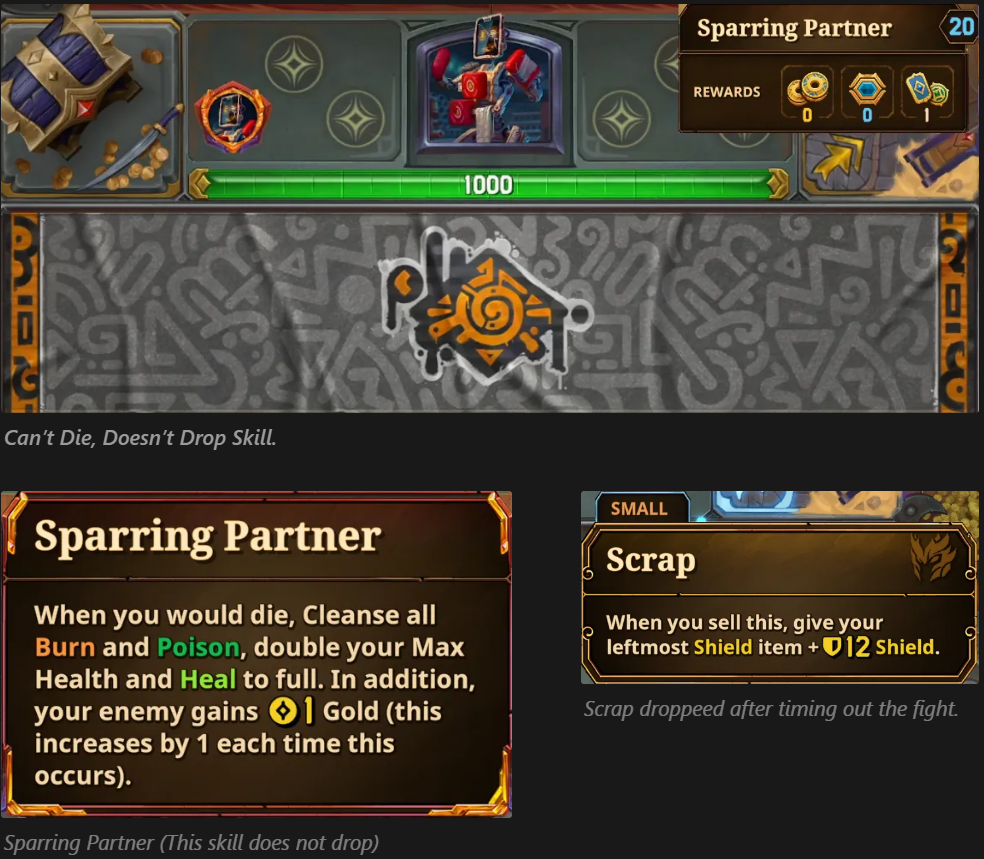 Sparring Partner
20
REWARDS
0
0
1
1000
Can't Die, Doesn't Drop Skill.
Sparring Partner
When you would die, Cleanse all
Burn and Poison, double your Max
Health and Heal to full. In addition,
your enemy gains 1 Gold (this
increases by 1 each time this
occurs).
Sparring Partner (This skill does not drop)
SMALL
Scrap
When you sell this, give your
leftmost Shield item + 12 Shield.
Scrap droppeed after timing out the fight.